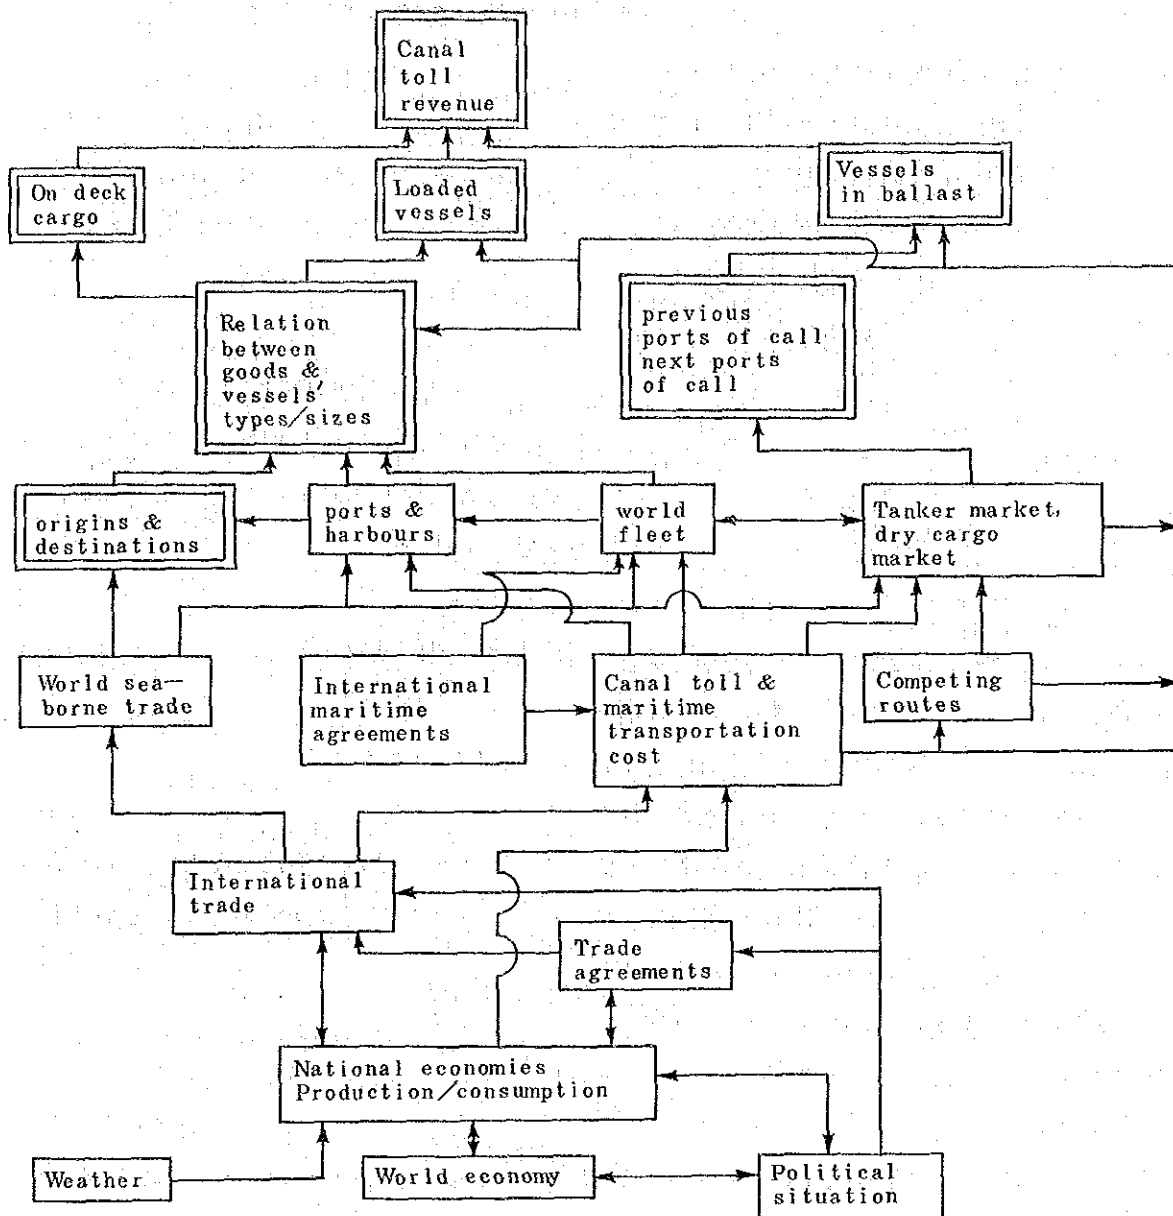 Canal
toll
revenue
On deck
cargo
Loaded
vessels
Vessels
in ballast
Relation
between
goods &
vessels'
types/sizes
previous
ports of call
next ports
of call
origins &
destinations
ports &
harbours
world
fleet
Tanker market,
dry cargo
market
World sea-
borne trade
International
maritime
agreements
Canal toll &
maritime
transportation
cost
Competing
routes
International
trade
Trade
agreements
National economies
Production/consumption
Weather
World economy
Political
situation